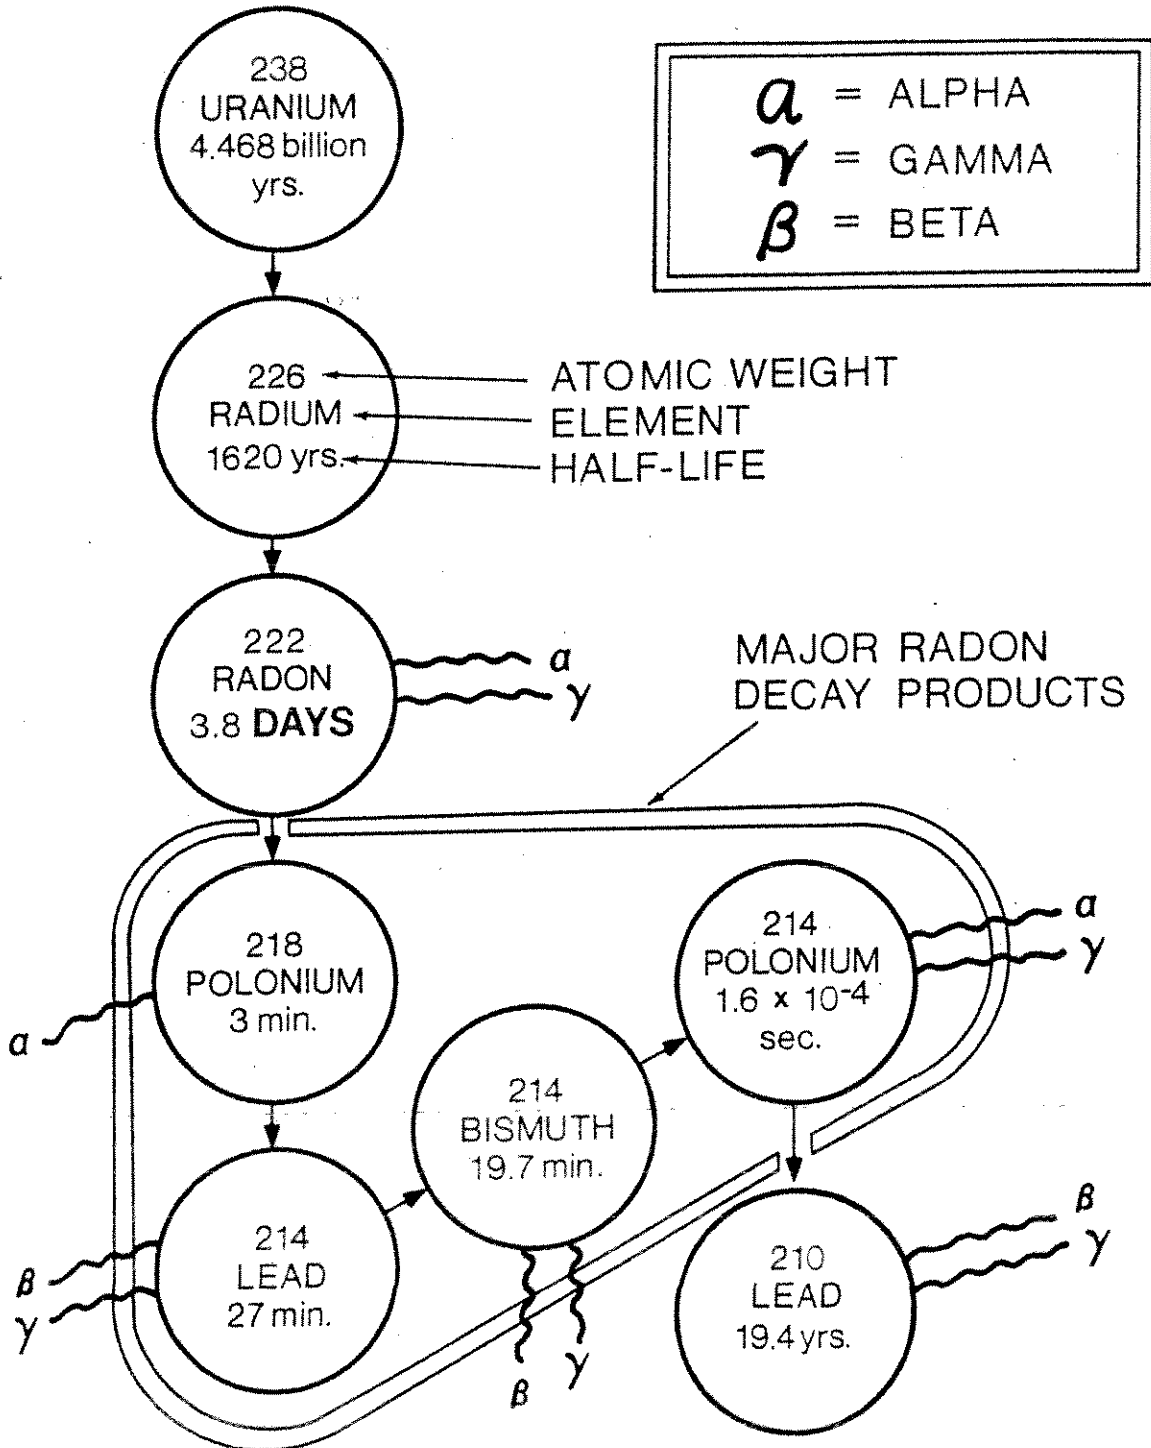 238
URANIUM
4.468 billion
yrs.
α = ALPHA
γ = GAMMA
β = BETA
226
RADIUM
1620 yrs.
ATOMIC WEIGHT
ELEMENT
HALF-LIFE
222
RADON
3.8 DAYS
α
γ
MAJOR RADON
DECAY PRODUCTS
218
POLONIUM
3 min.
α
214
LEAD
27 min.
β
γ
214
BISMUTH
19.7 min.
β
γ
214
POLONIUM
1.6 x 10⁻⁴
sec.
α
γ
210
LEAD
19.4 yrs.
β
γ